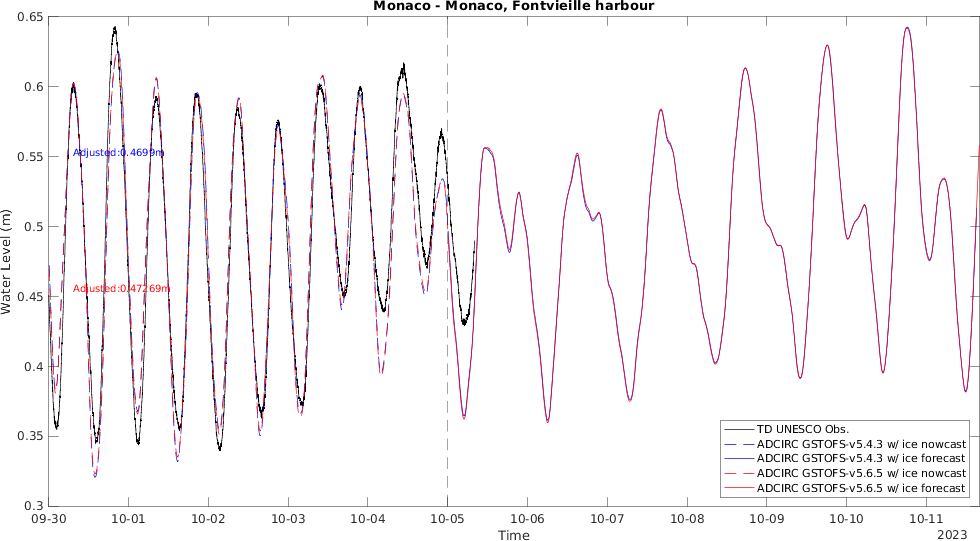 Monaco - Monaco, Fontvieille harbour
0.65
0.6
0.55
0.5
0.45
0.4
0.35
0.3
Water Level (m)
Adjusted:0.4699m
Adjusted:0.47269m
TD UNESCO Obs.
ADCIRC GSTOFS-v5.4.3 w/ ice nowcast
ADCIRC GSTOFS-v5.4.3 w/ ice forecast
ADCIRC GSTOFS-v5.6.5 w/ ice nowcast
ADCIRC GSTOFS-v5.6.5 w/ ice forecast
09-30 10-01 10-02 10-03 10-04 10-05 10-06 10-07 10-08 10-09 10-10 10-11
Time
2023